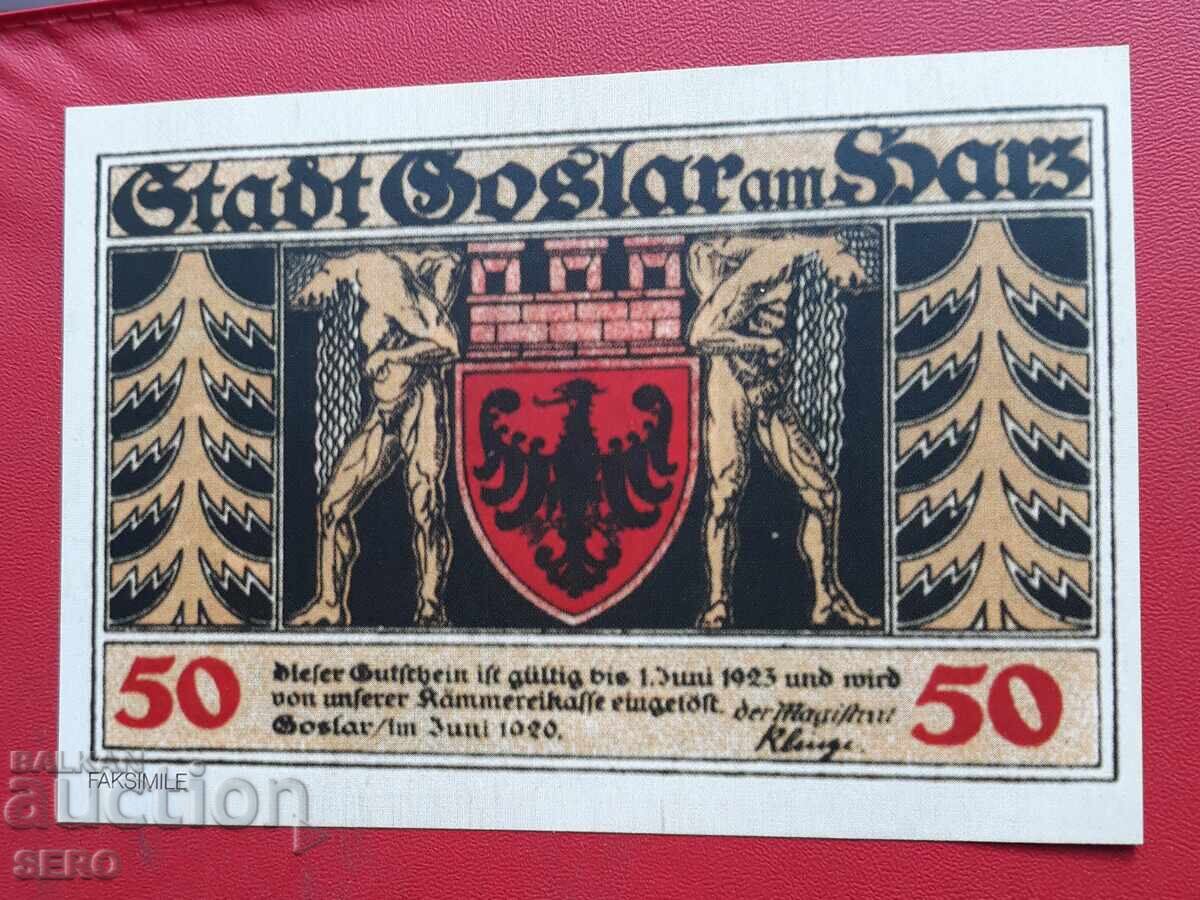 Stadt Goslar am Harz
50
Dieser Gutschein ist gültig bis 1. Juni 1923 und wird
von unserer Kämmereikasse eingelöst.
Goslar/im Juni 1920.
der Magistrat
Klinge.
50
FAKSIMILE
BALKAN
auction
SERO